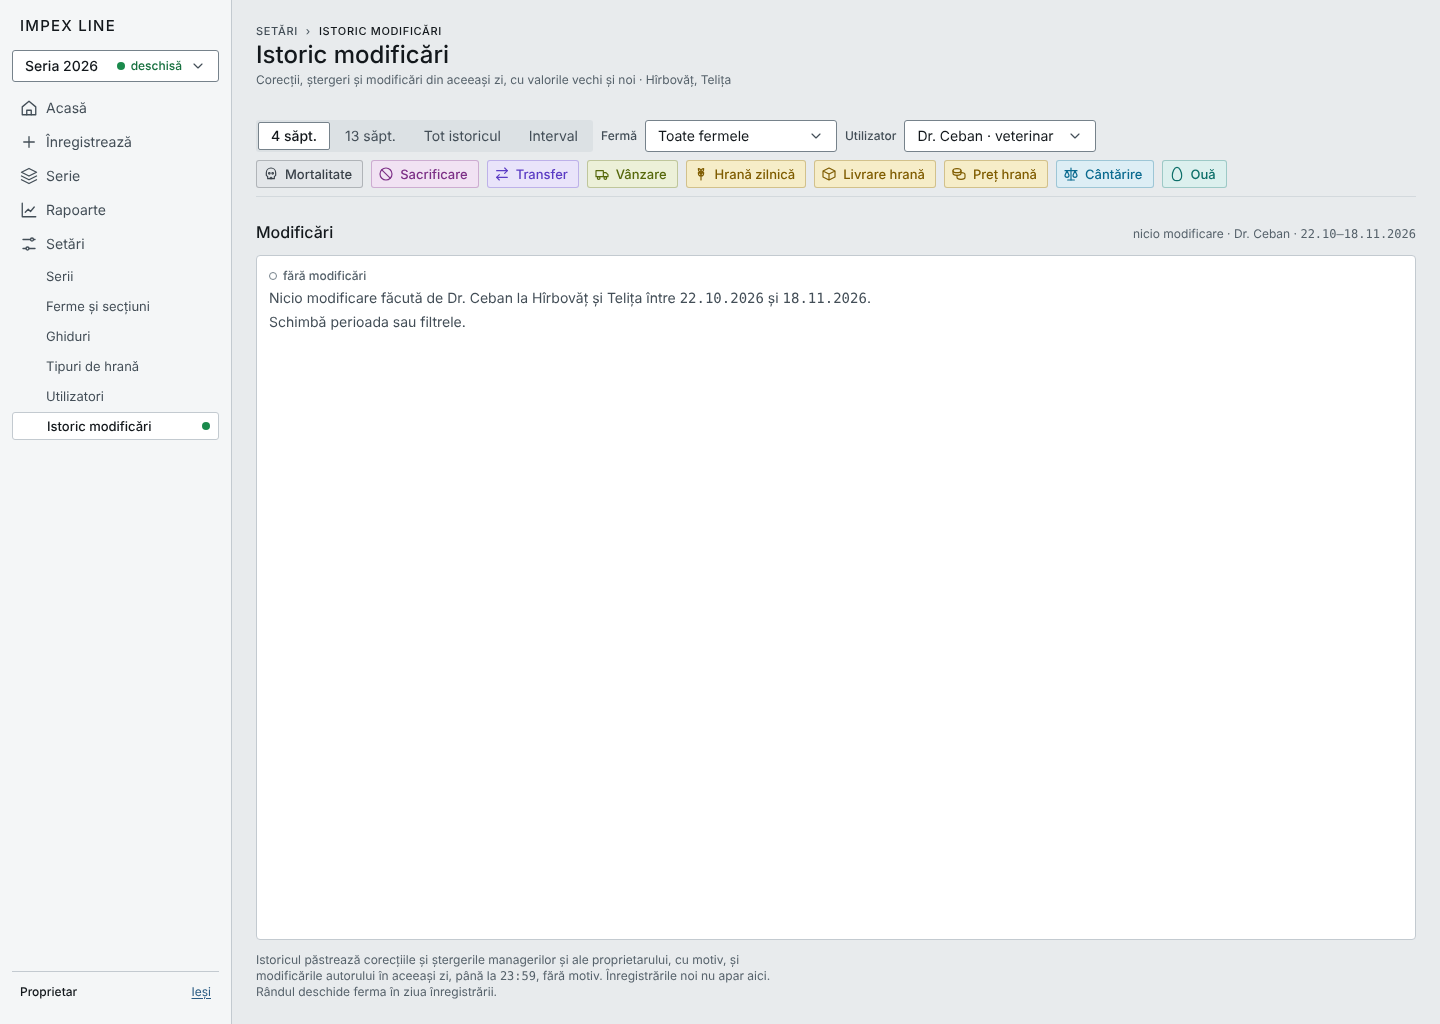 IMPEX LINE
Seria 2026 deschisă
Acasă
Înregistrează
Serie
Rapoarte
Setări
Serii
Ferme și secțiuni
Ghiduri
Tipuri de hrană
Utilizatori
Istoric modificări
Proprietar Ieși
SETĂRI › ISTORIC MODIFICĂRI
Istoric modificări
Corecții, ștergeri și modificări din aceeași zi, cu valorile vechi și noi · Hîrbovăț, Telița
4 săpt. 13 săpt. Tot istoricul Interval Fermă Toate fermele Utilizator Dr. Ceban · veterinar
Mortalitate Sacrificare Transfer Vânzare Hrană zilnică Livrare hrană Preț hrană Cântărire Ouă
Modificări nicio modificare · Dr. Ceban · 22.10–18.11.2026
fără modificări
Nicio modificare făcută de Dr. Ceban la Hîrbovăț și Telița între 22.10.2026 și 18.11.2026.
Schimbă perioada sau filtrele.
Istoricul păstrează corecțiile și ștergerile managerilor și ale proprietarului, cu motiv, și
modificările autorului în aceeași zi, până la 23:59, fără motiv. Înregistrările noi nu apar aici.
Rândul deschide ferma în ziua înregistrării.